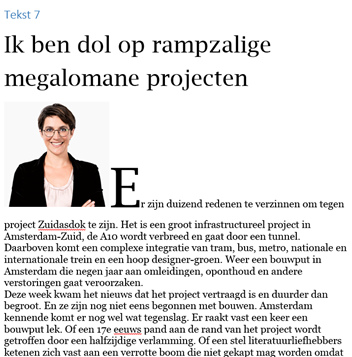 Tekst 7
Ik ben dol op rampzalige
megalomane projecten
Er zijn duizend redenen te verzinnen om tegen
project Zuidasdok te zijn. Het is een groot infrastructureel project in
Amsterdam-Zuid, de A10 wordt verbreed en gaat door een tunnel.
Daarboven komt een complexe integratie van tram, bus, metro, nationale en
internationale trein en een hoop designer-groen. Weer een bouwput in
Amsterdam die negen jaar aan omleidingen, oponthoud en andere
verstoringen gaat veroorzaken.
Deze week kwam het nieuws dat het project vertraagd is en duurder dan
begroot. En ze zijn nog niet eens begonnen met bouwen. Amsterdam
kennende komt er nog wel wat tegenslag. Er raakt vast een keer een
bouwput lek. Of een 17e eeuws pand aan de rand van het project wordt
getroffen door een halfzijdige verlamming. Of een stel literatuurliefhebbers
ketenen zich vast aan een verrotte boom die niet gekapt mag worden omdat